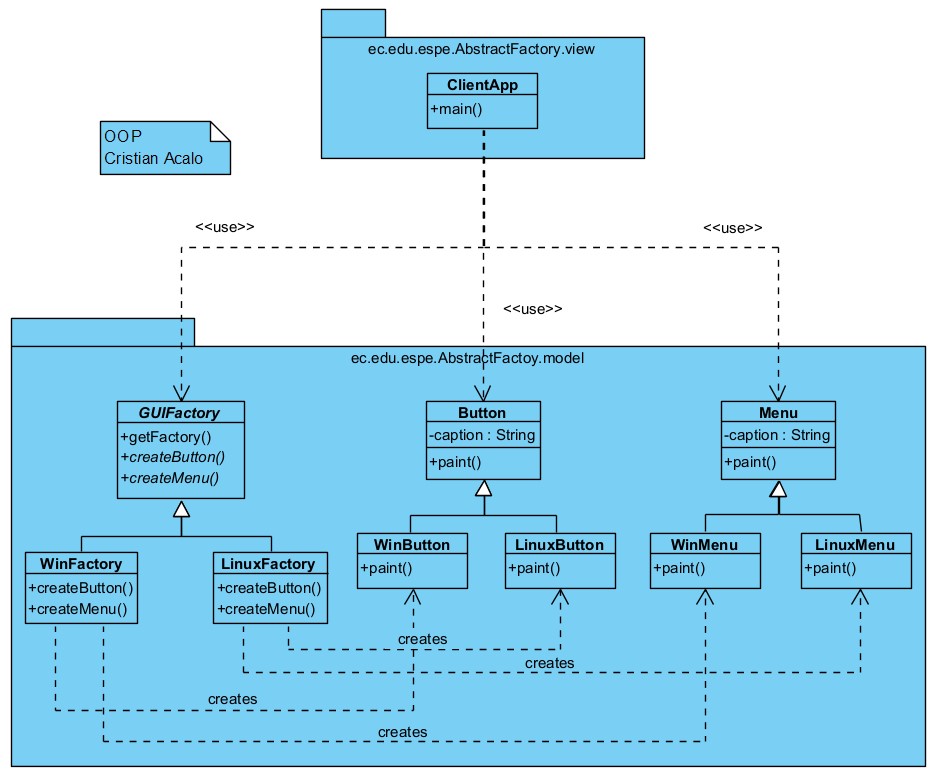 ec.edu.espe.AbstractFactory.view
ClientApp
+main()
OOP
Cristian Acalo
<<use>>
<<use>>
<<use>>
ec.edu.espe.AbstractFactoy.model
GUIFactory
+getFactory()
+createButton()
+createMenu()
Button
-caption : String
+paint()
Menu
-caption : String
+paint()
WinFactory
+createButton()
+createMenu()
LinuxFactory
+createButton()
+createMenu()
WinButton
+paint()
LinuxButton
+paint()
WinMenu
+paint()
LinuxMenu
+paint()
creates
creates
creates
creates